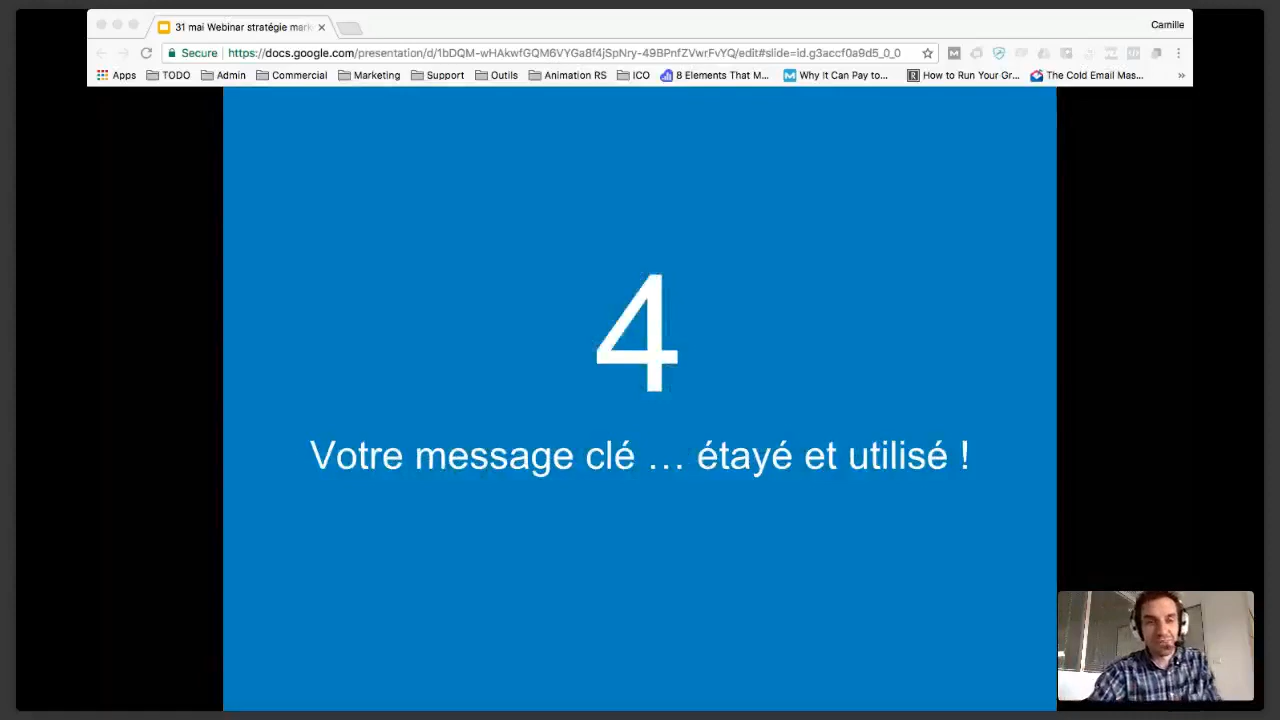 31 mai Webinar stratégie mark
Camille
Secure https://docs.google.com/presentation/d/1bDQM-wHAkwfGQM6VYGa8f4jSpNry-49BPnfZVwrFvYQ/edit#slide=id.g3accf0a9d5_0_0
Apps TODO Admin Commercial Marketing Support Outils Animation RS ICO 8 Elements That M... Why It Can Pay to... How to Run Your Gr... The Cold Email Mas... »
4
Votre message clé ... étayé et utilisé !